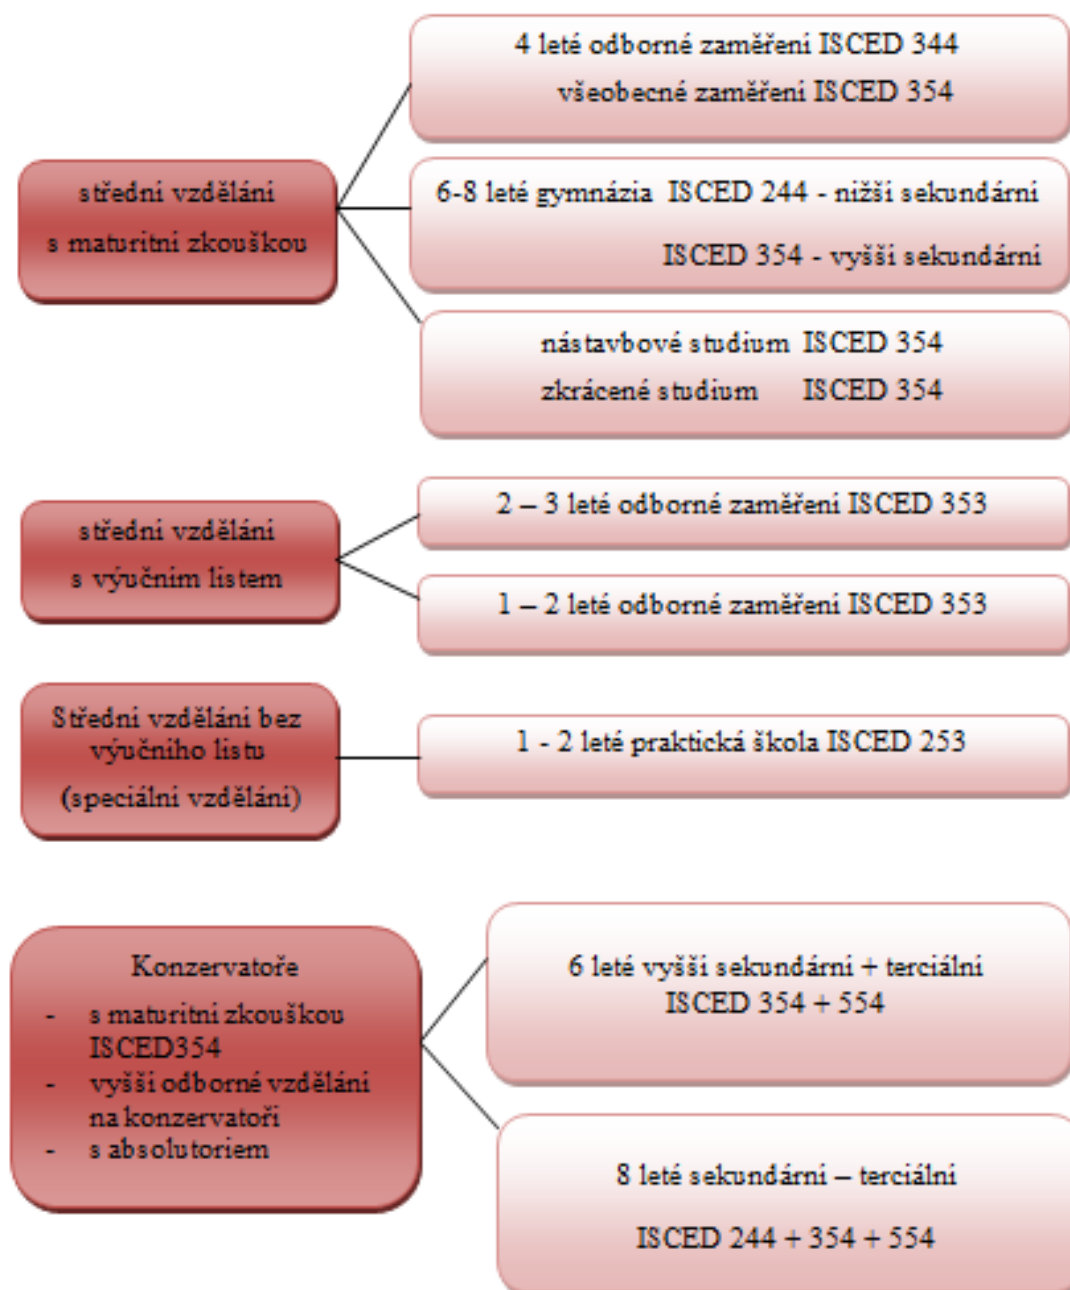 4 leté odborné zaměření ISCED 344
všeobecné zaměření ISCED 354
střední vzdělání
s maturitní zkouškou
6-8 leté gymnázia ISCED 244 - nižší sekundární
ISCED 354 - vyšší sekundární
nástavbové studium ISCED 354
zkrácené studium ISCED 354
střední vzdělání
s výučním listem
2 – 3 leté odborné zaměření ISCED 353
1 – 2 leté odborné zaměření ISCED 353
Střední vzdělání bez
výučního listu
(speciální vzdělání)
1 - 2 leté praktická škola ISCED 253
Konzervatoře
- s maturitní zkouškou
ISCED354
- vyšší odborné vzdělání
na konzervatoři
- s absolutoriem
6 leté vyšší sekundární + terciální
ISCED 354 + 554
8 leté sekundární – terciální
ISCED 244 + 354 + 554